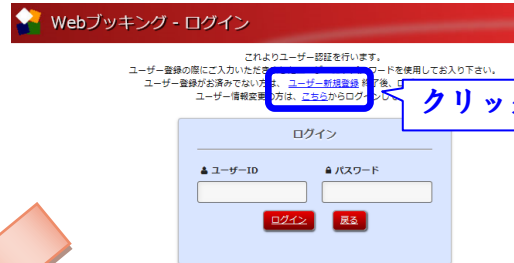 Webブッキング - ログイン
これよりユーザー認証を行います。
ユーザー登録の際にご入力いただき ワードを使用してお入り下さい。
ユーザー登録がお済みでない方は、ユーザー新規登録 終了後、ロ
ユーザー情報変更の方は、こちらからログインし
クリッ
ログイン
ユーザーID
パスワード
ログイン
戻る